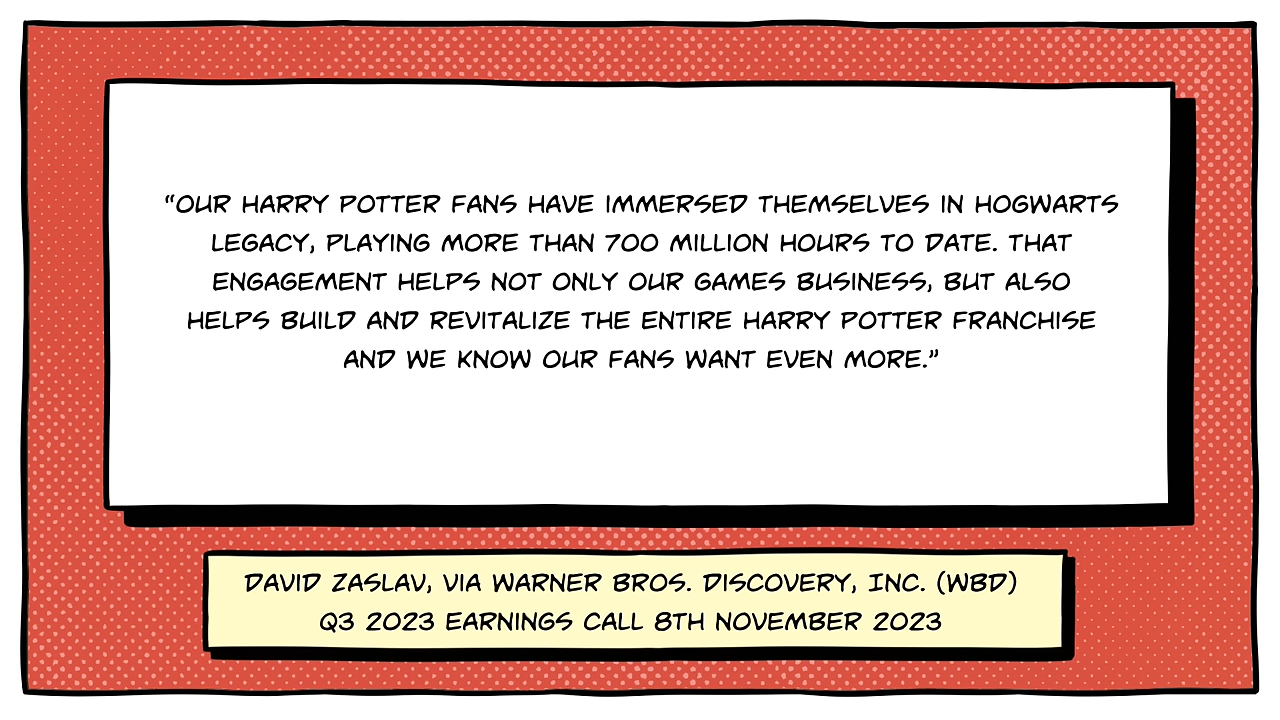 “OUR HARRY POTTER FANS HAVE IMMERSED THEMSELVES IN HOGWARTS
LEGACY, PLAYING MORE THAN 700 MILLION HOURS TO DATE. THAT
ENGAGEMENT HELPS NOT ONLY OUR GAMES BUSINESS, BUT ALSO
HELPS BUILD AND REVITALIZE THE ENTIRE HARRY POTTER FRANCHISE
AND WE KNOW OUR FANS WANT EVEN MORE.”
DAVID ZASLAV, VIA WARNER BROS. DISCOVERY, INC. (WBD)
Q3 2023 EARNINGS CALL 8TH NOVEMBER 2023